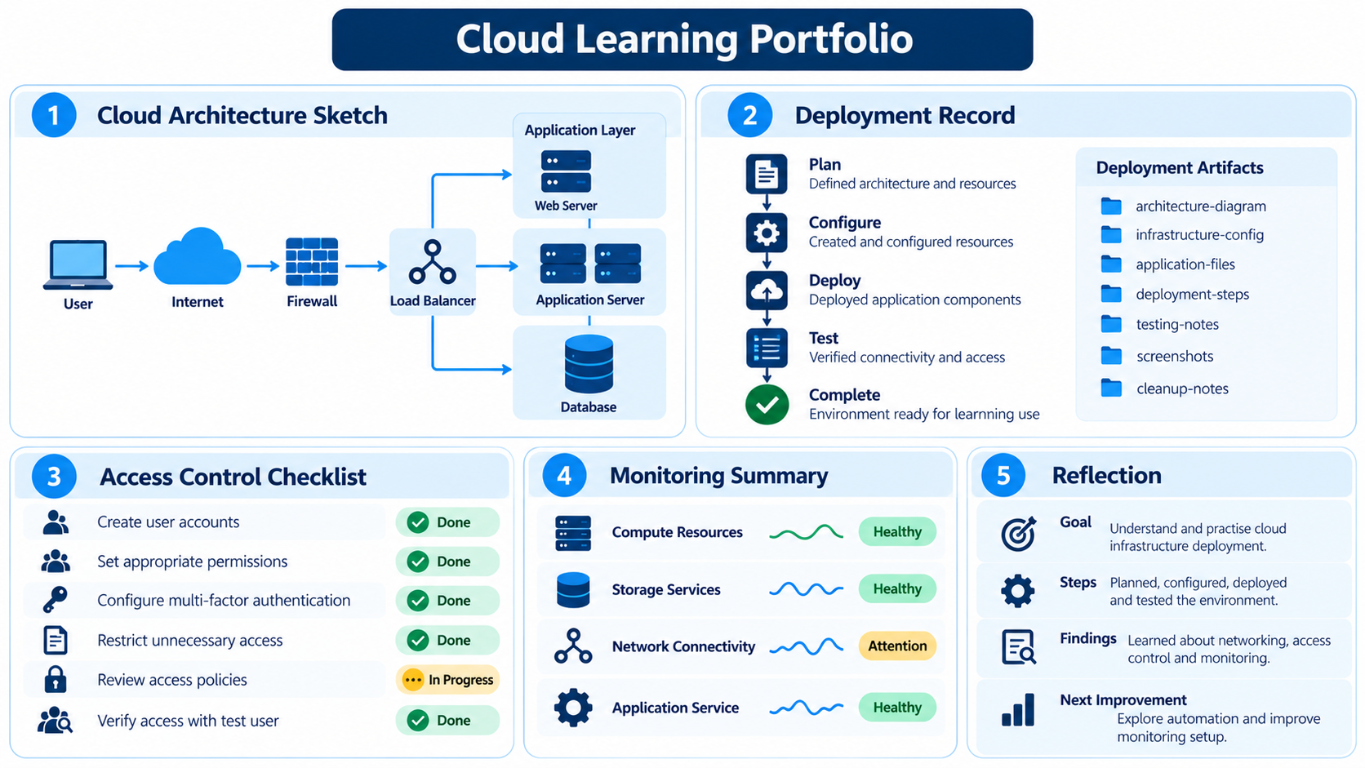 Cloud Learning Portfolio
1
Cloud Architecture Sketch
User
Internet
Firewall
Load Balancer
Application Layer
Web Server
Application Server
Database
2
Deployment Record
Plan
Defined architecture and resources
Configure
Created and configured resources
Deploy
Deployed application components
Test
Verified connectivity and access
Complete
Environment ready for learnning use
Deployment Artifacts
architecture-diagram
infrastructure-config
application-files
deployment-steps
testing-notes
screenshots
cleanup-notes
3
Access Control Checklist
Create user accounts
Done
Set appropriate permissions
Done
Configure multi-factor authentication
Done
Restrict unnecessary access
Done
Review access policies
In Progress
Verify access with test user
Done
4
Monitoring Summary
Compute Resources
Healthy
Storage Services
Healthy
Network Connectivity
Attention
Application Service
Healthy
5
Reflection
Goal
Understand and practise cloud
infrastructure deployment.
Steps
Planned, configured, deployed
and tested the environment.
Findings
Learned about networking, access
control and monitoring.
Next Improvement
Explore automation and improve
monitoring setup.